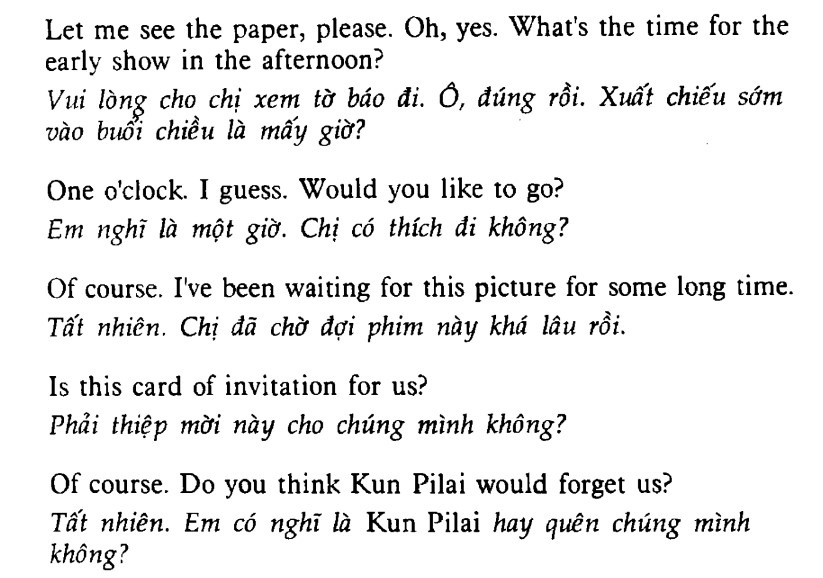 Let me see the paper, please. Oh, yes. What's the time for the
early show in the afternoon?
Vui lòng cho chị xem tờ báo đi. Ô, đúng rồi. Xuất chiếu sớm
vào buổi chiều là mấy giờ?
One o'clock. I guess. Would you like to go?
Em nghĩ là một giờ. Chị có thích đi không?
Of course. I've been waiting for this picture for some long time.
Tất nhiên. Chị đã chờ đợi phim này khá lâu rồi.
Is this card of invitation for us?
Phải thiệp mời này cho chúng mình không?
Of course. Do you think Kun Pilai would forget us?
Tất nhiên. Em có nghĩ là Kun Pilai hay quên chúng mình
không?